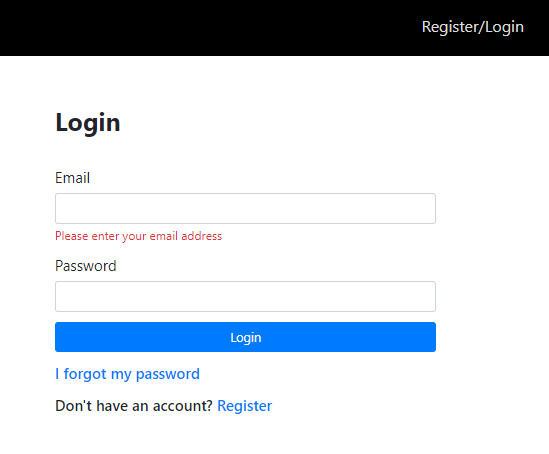 Register/Login
Login
Email
Please enter your email address
Password
Login
I forgot my password
Don't have an account? Register